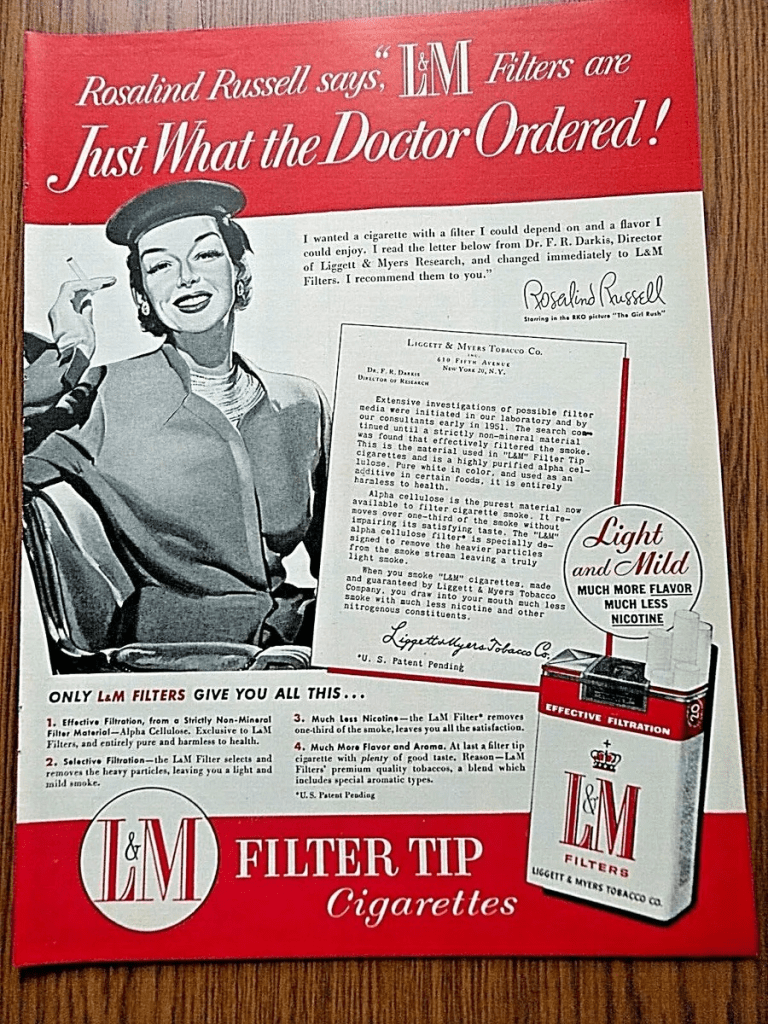 Rosalind Russell says, "L&M Filters are
Just What the Doctor Ordered!
I wanted a cigarette with a filter I could depend on and a flavor I
could enjoy. I read the letter below from Dr. F. R. Darkis, Director
of Liggett & Myers Research, and changed immediately to L&M
Filters. I recommend them to you."
Rosalind Russell
Starring in the RKO picture "The Girl Rush"
LIGGETT & MYERS TOBACCO CO.
INC.
630 FIFTH AVENUE
NEW YORK 20, N.Y.
DR. F. R. DARKIS
DIRECTOR OF RESEARCH
Extensive investigations of possible filter
media were initiated in our laboratory and by
our consultants early in 1951. The search con-
tinued until a strictly non-mineral material
was found that effectively filtered the smoke.
This is the material used in "L&M" Filter Tip
cigarettes and is a highly purified alpha cel-
lulose. Pure white in color, and used as an
additive in certain foods, it is entirely
harmless to health.
Alpha cellulose is the purest material now
available to filter cigarette smoke. It re-
moves over one-third of the smoke without
impairing its satisfying taste. The "L&M"
alpha cellulose filter* is specially de-
signed to remove the heavier particles
from the smoke stream leaving a truly
light smoke.
When you smoke "L&M" cigarettes, made
and guaranteed by Liggett & Myers Tobacco
Company, you draw into your mouth much less
smoke with much less nicotine and other
nitrogenous constituents.
Liggett & Myers Tobacco Co.
*U. S. Patent Pending
Light
and Mild
MUCH MORE FLAVOR
MUCH LESS
NICOTINE
ONLY L&M FILTERS GIVE YOU ALL THIS...
1. Effective Filtration, from a Strictly Non-Mineral
Filter Material—Alpha Cellulose. Exclusive to L&M
Filters, and entirely pure and harmless to health.
2. Selective Filtration—the L&M Filter selects and
removes the heavy particles, leaving you a light and
mild smoke.
3. Much Less Nicotine—the L&M Filter* removes
one-third of the smoke, leaves you all the satisfaction.
4. Much More Flavor and Aroma. At last a filter tip
cigarette with plenty of good taste. Reason—L&M
Filters' premium quality tobaccos, a blend which
includes special aromatic types.
*U. S. Patent Pending
EFFECTIVE FILTRATION
20
L&M
FILTERS
LIGGETT & MYERS TOBACCO CO.
L&M FILTER TIP
Cigarettes